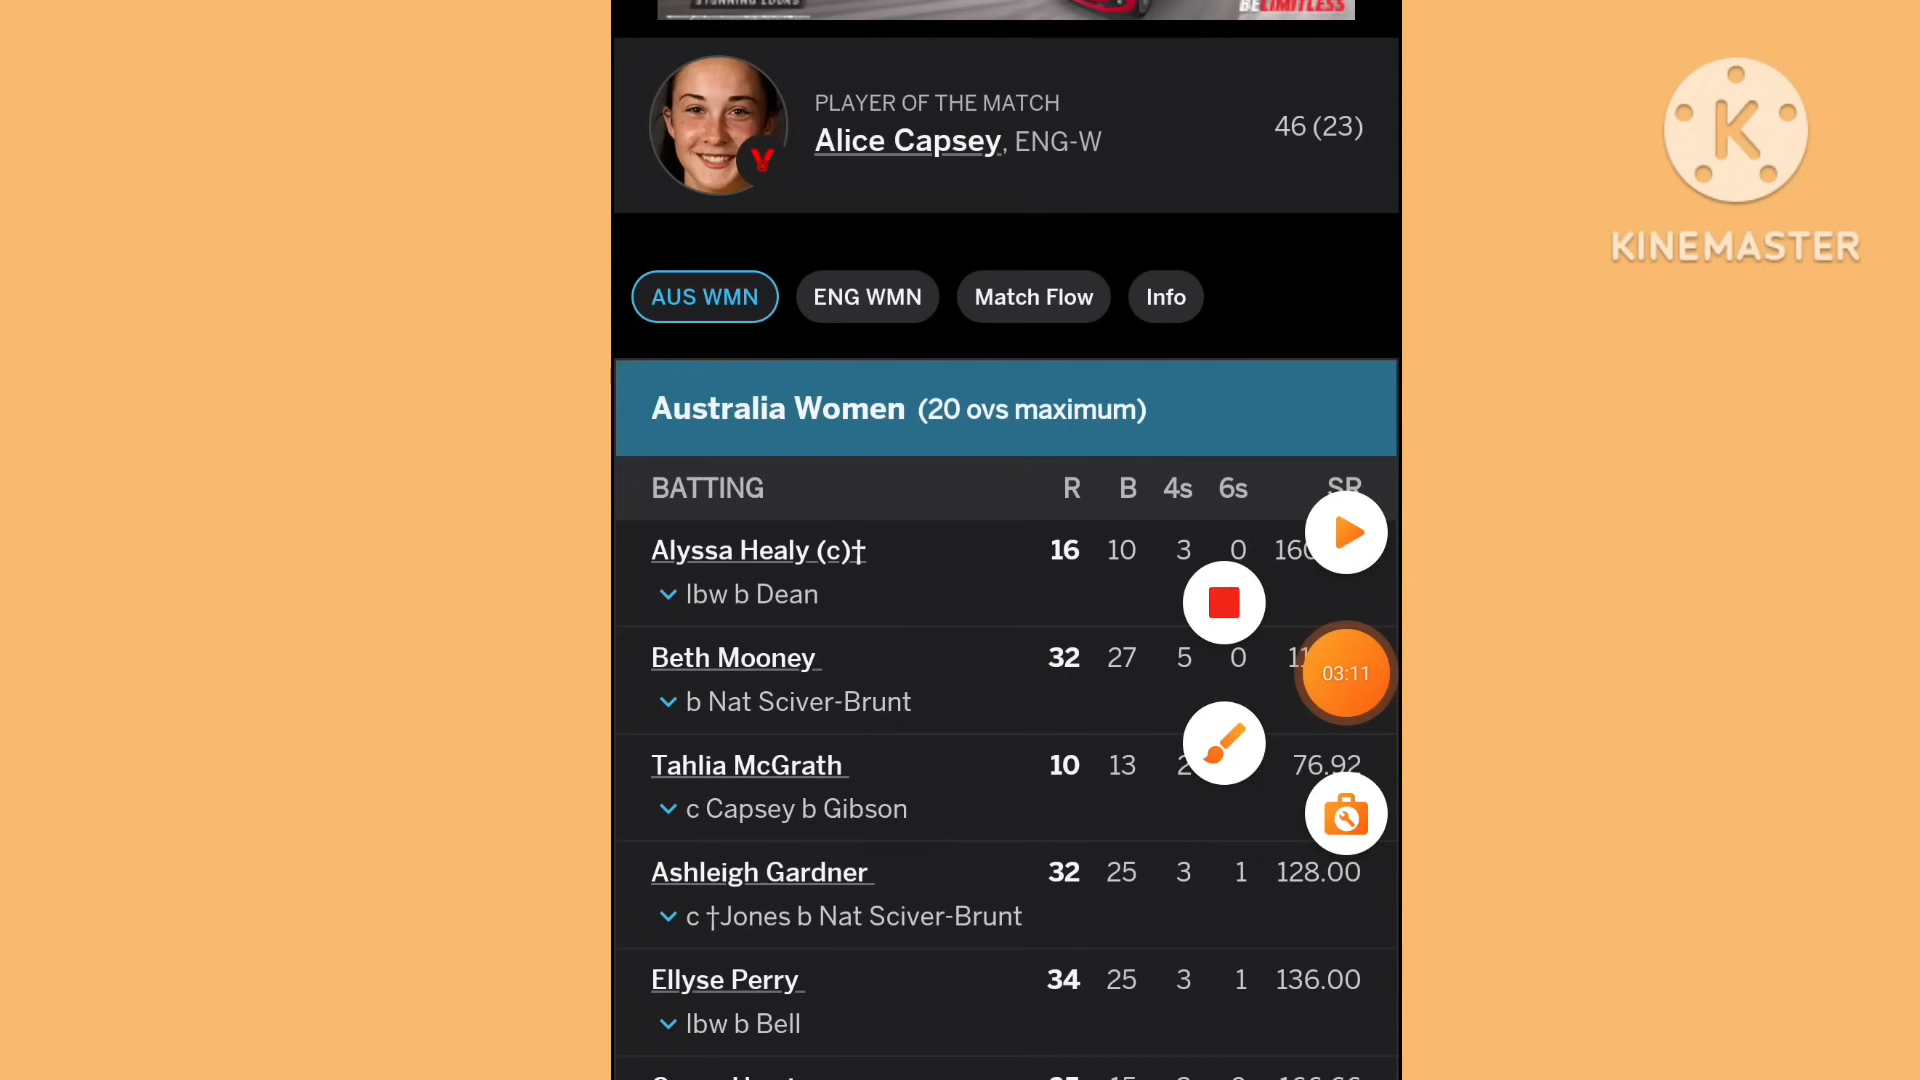 BELIMITLESS
PLAYER OF THE MATCH
Alice Capsey, ENG-W
46 (23)
K
KINEMASTER
AUS WMN
ENG WMN
Match Flow
Info
Australia Women (20 ovs maximum)
BATTING R B 4s 6s SR
Alyssa Healy (c)† 16 10 3 0
lbw b Dean
Beth Mooney 32 27 5 0
b Nat Sciver-Brunt
03:11
Tahlia McGrath 10 13 2 76.92
c Capsey b Gibson
Ashleigh Gardner 32 25 3 1 128.00
c †Jones b Nat Sciver-Brunt
Ellyse Perry 34 25 3 1 136.00
lbw b Bell